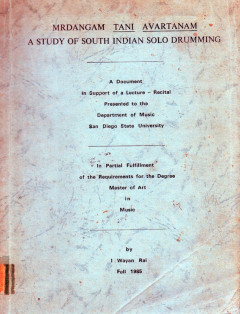 MRDANGAM TANI AVARTANAM
A STUDY OF SOUTH INDIAN SOLO DRUMMING
A Document
in Support of a Lecture - Recital
Presented to the
Department of Music
San Diego State University
In Partial Fulfillment
of the Requirements for the Degree
Master of Art
in
Music
by
I Wayan Rai
Fall 1985